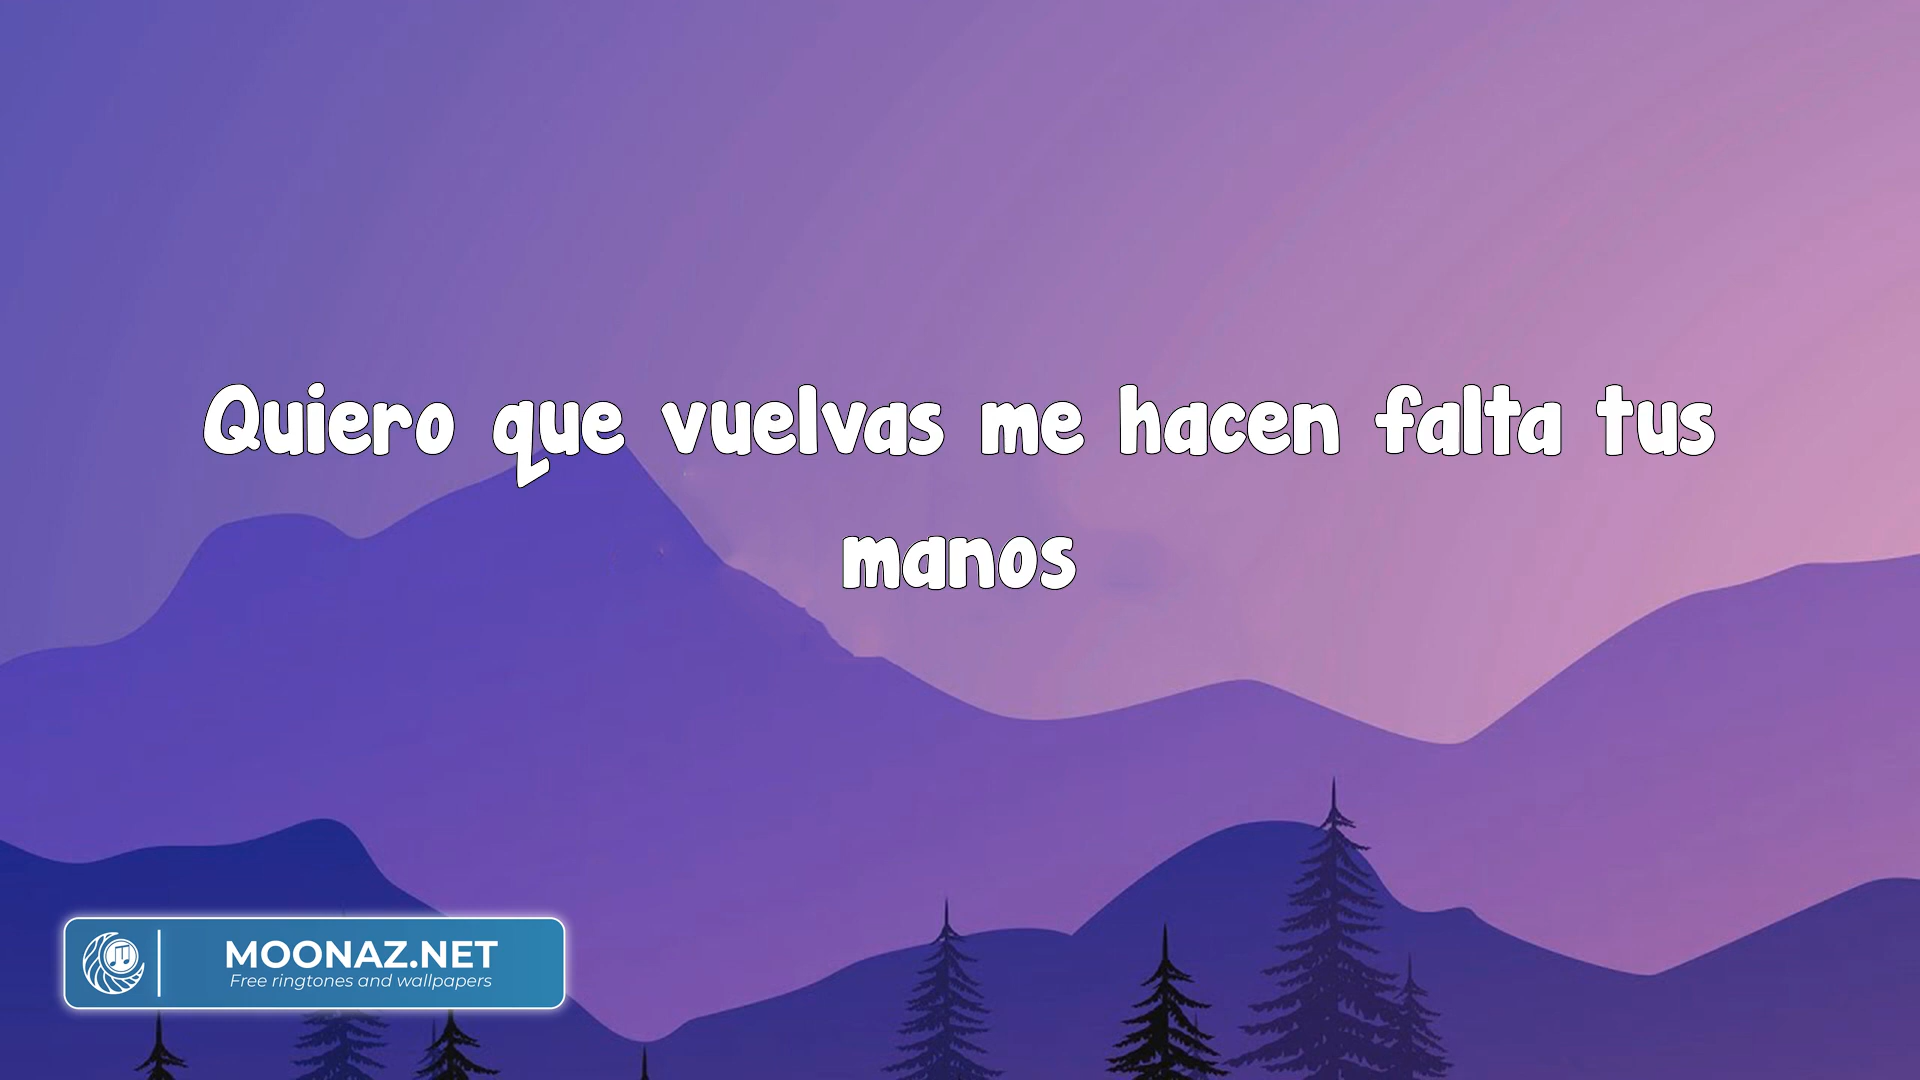 Quiero que vuelvas me hacen falta tus
manos
MOONAZ.NET
Free ringtones and wallpapers